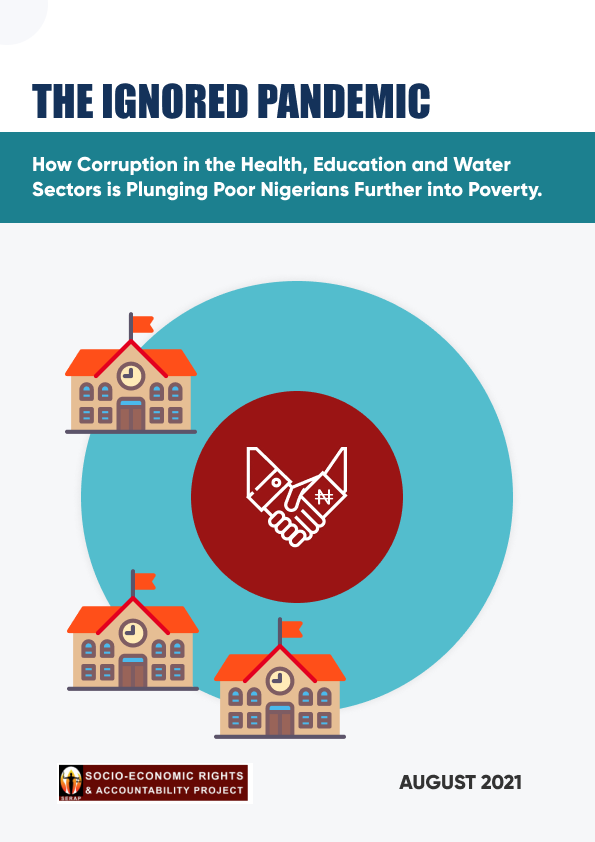 THE IGNORED PANDEMIC
How Corruption in the Health, Education and Water
Sectors is Plunging Poor Nigerians Further into Poverty.
₦
SERAP
SOCIO-ECONOMIC RIGHTS
& ACCOUNTABILITY PROJECT
AUGUST 2021